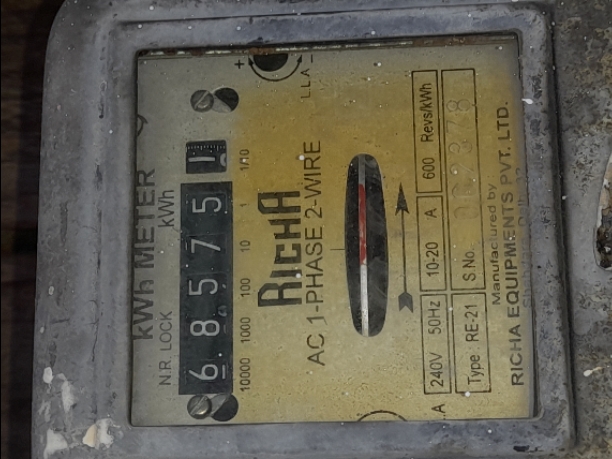 kWh METER
N.R. LOCK kWh
6 8 5 7 5
10000 1000 100 10 1 1/10
RICHA
AC 1-PHASE 2-WIRE
+ L.L.A –
240V 50Hz 10-20 A 600 Revs/kWh
Type: RE-21 S No.
Manufactured by
RICHA EQUIPMENTS PVT. LTD.